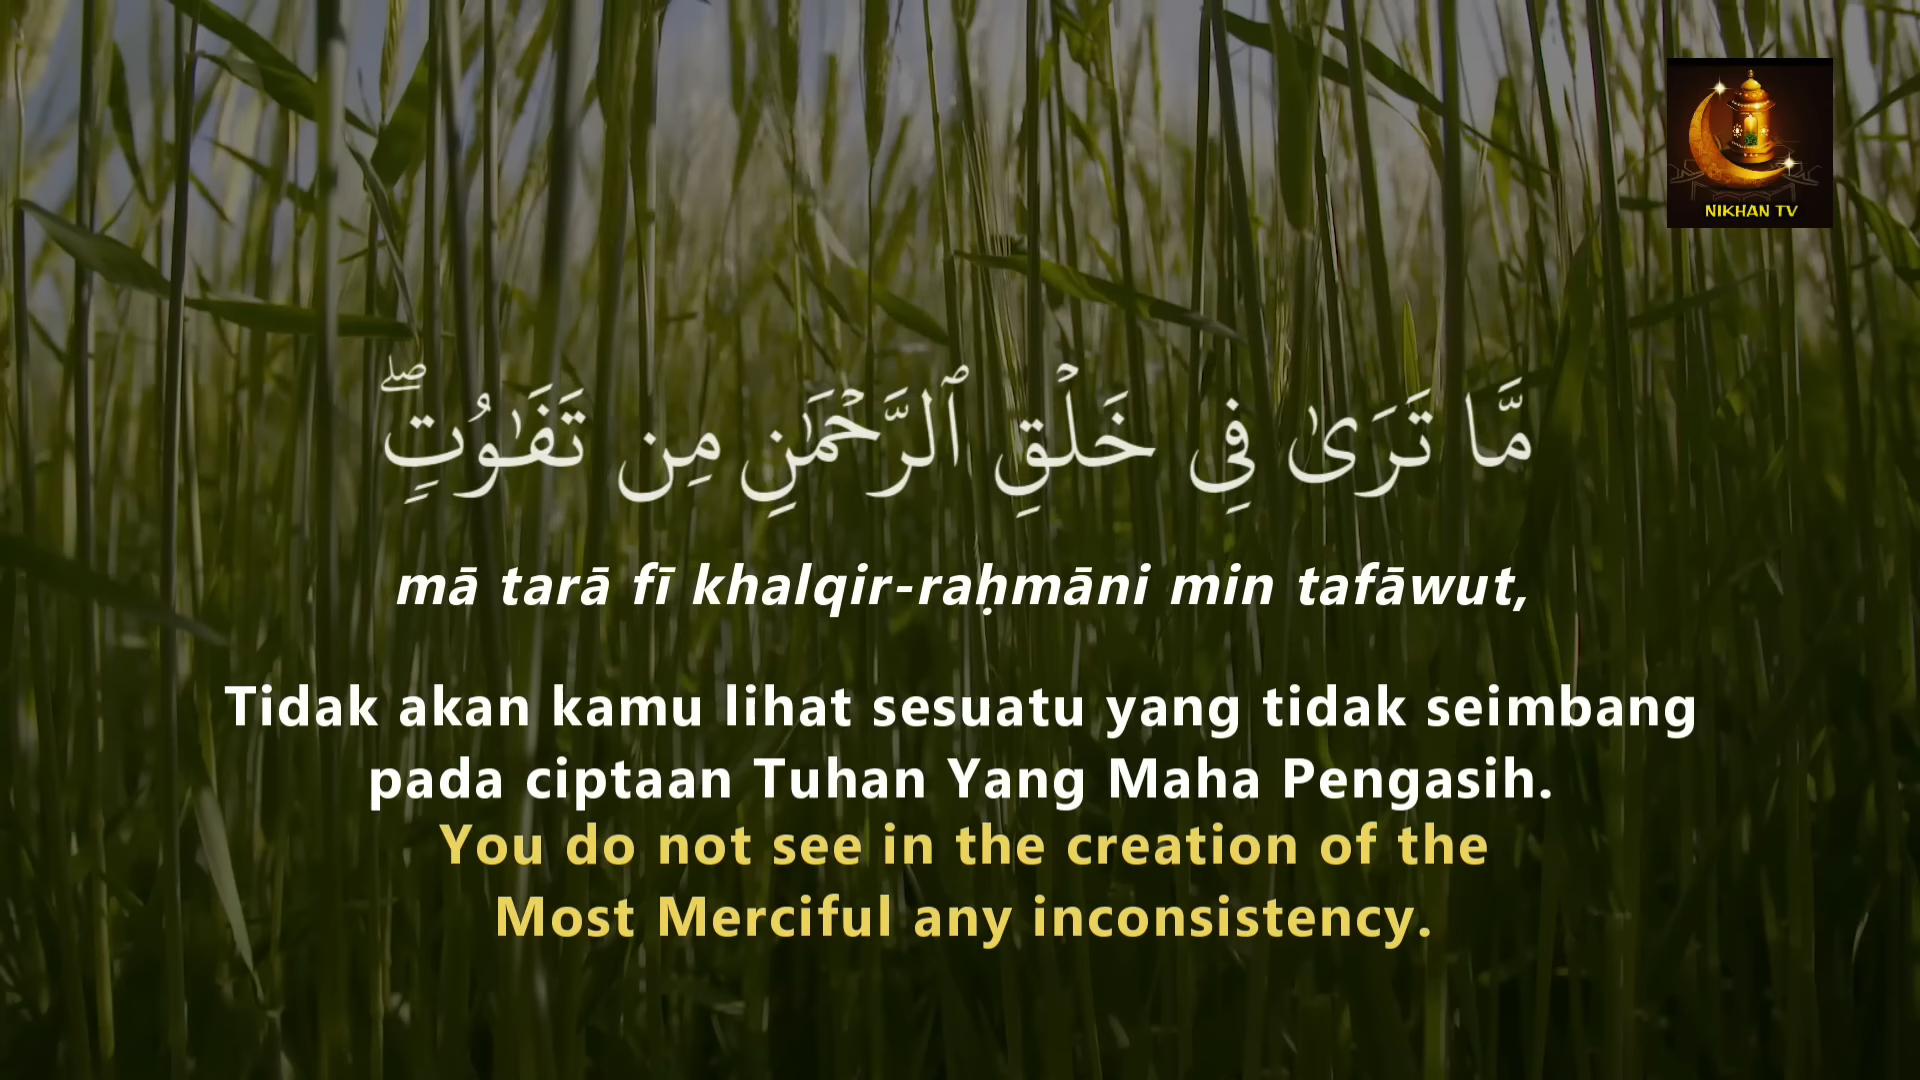 NIKHAN TV
مَّا تَرَىٰ فِي خَلْقِ ٱلرَّحْمَٰنِ مِن تَفَٰوُتٍۖ
mā tarā fī khalqir-raḥmāni min tafāwut,
Tidak akan kamu lihat sesuatu yang tidak seimbang
pada ciptaan Tuhan Yang Maha Pengasih.
You do not see in the creation of the
Most Merciful any inconsistency.